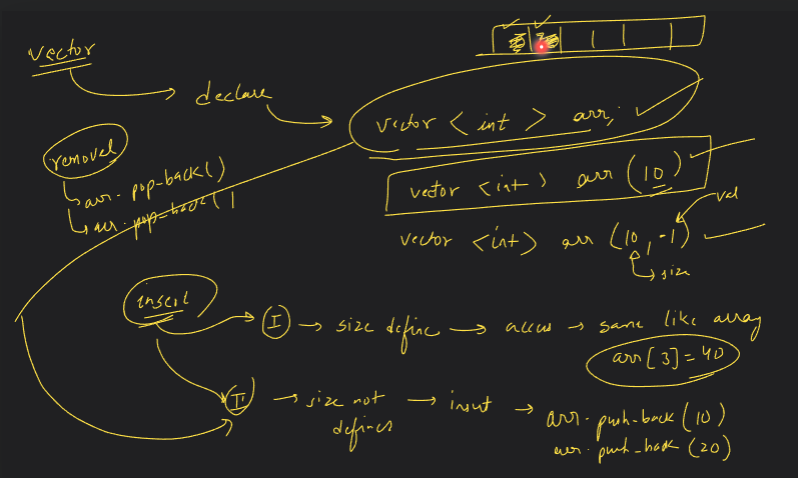 vector
declare
vector <int> arr;
vector <int> arr (10)
vector <int> arr (10, -1)
val
size
removal
arr.pop-back()
arr.pop-back()
insert
I → size define → access → same like array
arr[3]=40
II → size not defines → insert → arr.push-back(10)
arr.push-back(20)